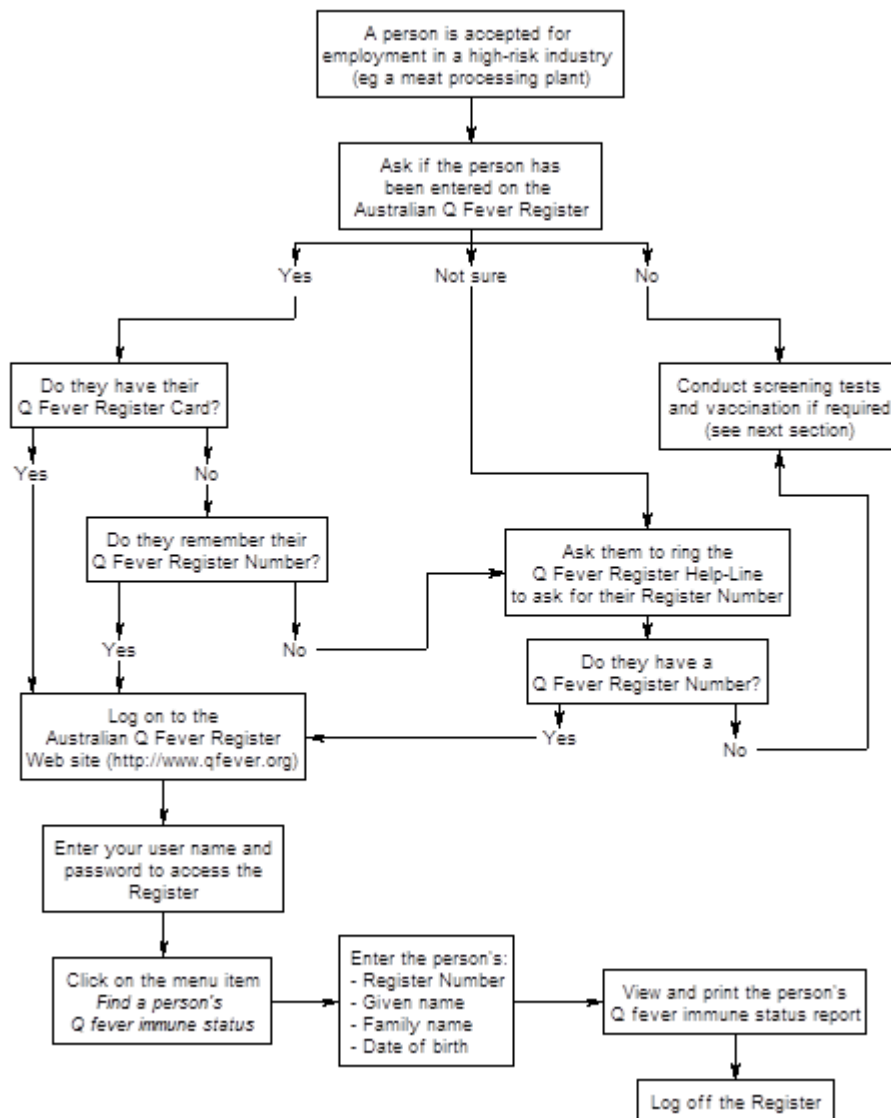 A person is accepted for
employment in a high-risk industry
(eg a meat processing plant)
Ask if the person has
been entered on the
Australian Q Fever Register
Yes
Not sure
No
Do they have their
Q Fever Register Card?
Conduct screening tests
and vaccination if required
(see next section)
Yes
No
Do they remember their
Q Fever Register Number?
Ask them to ring the
Q Fever Register Help-Line
to ask for their Register Number
Yes
No
Do they have a
Q Fever Register Number?
Log on to the
Australian Q Fever Register
Web site (http://www.qfever.org)
Yes
No
Enter your user name and
password to access the
Register
Click on the menu item
Find a person's
Q fever immune status
Enter the person's:
- Register Number
- Given name
- Family name
- Date of birth
View and print the person's
Q fever immune status report
Log off the Register